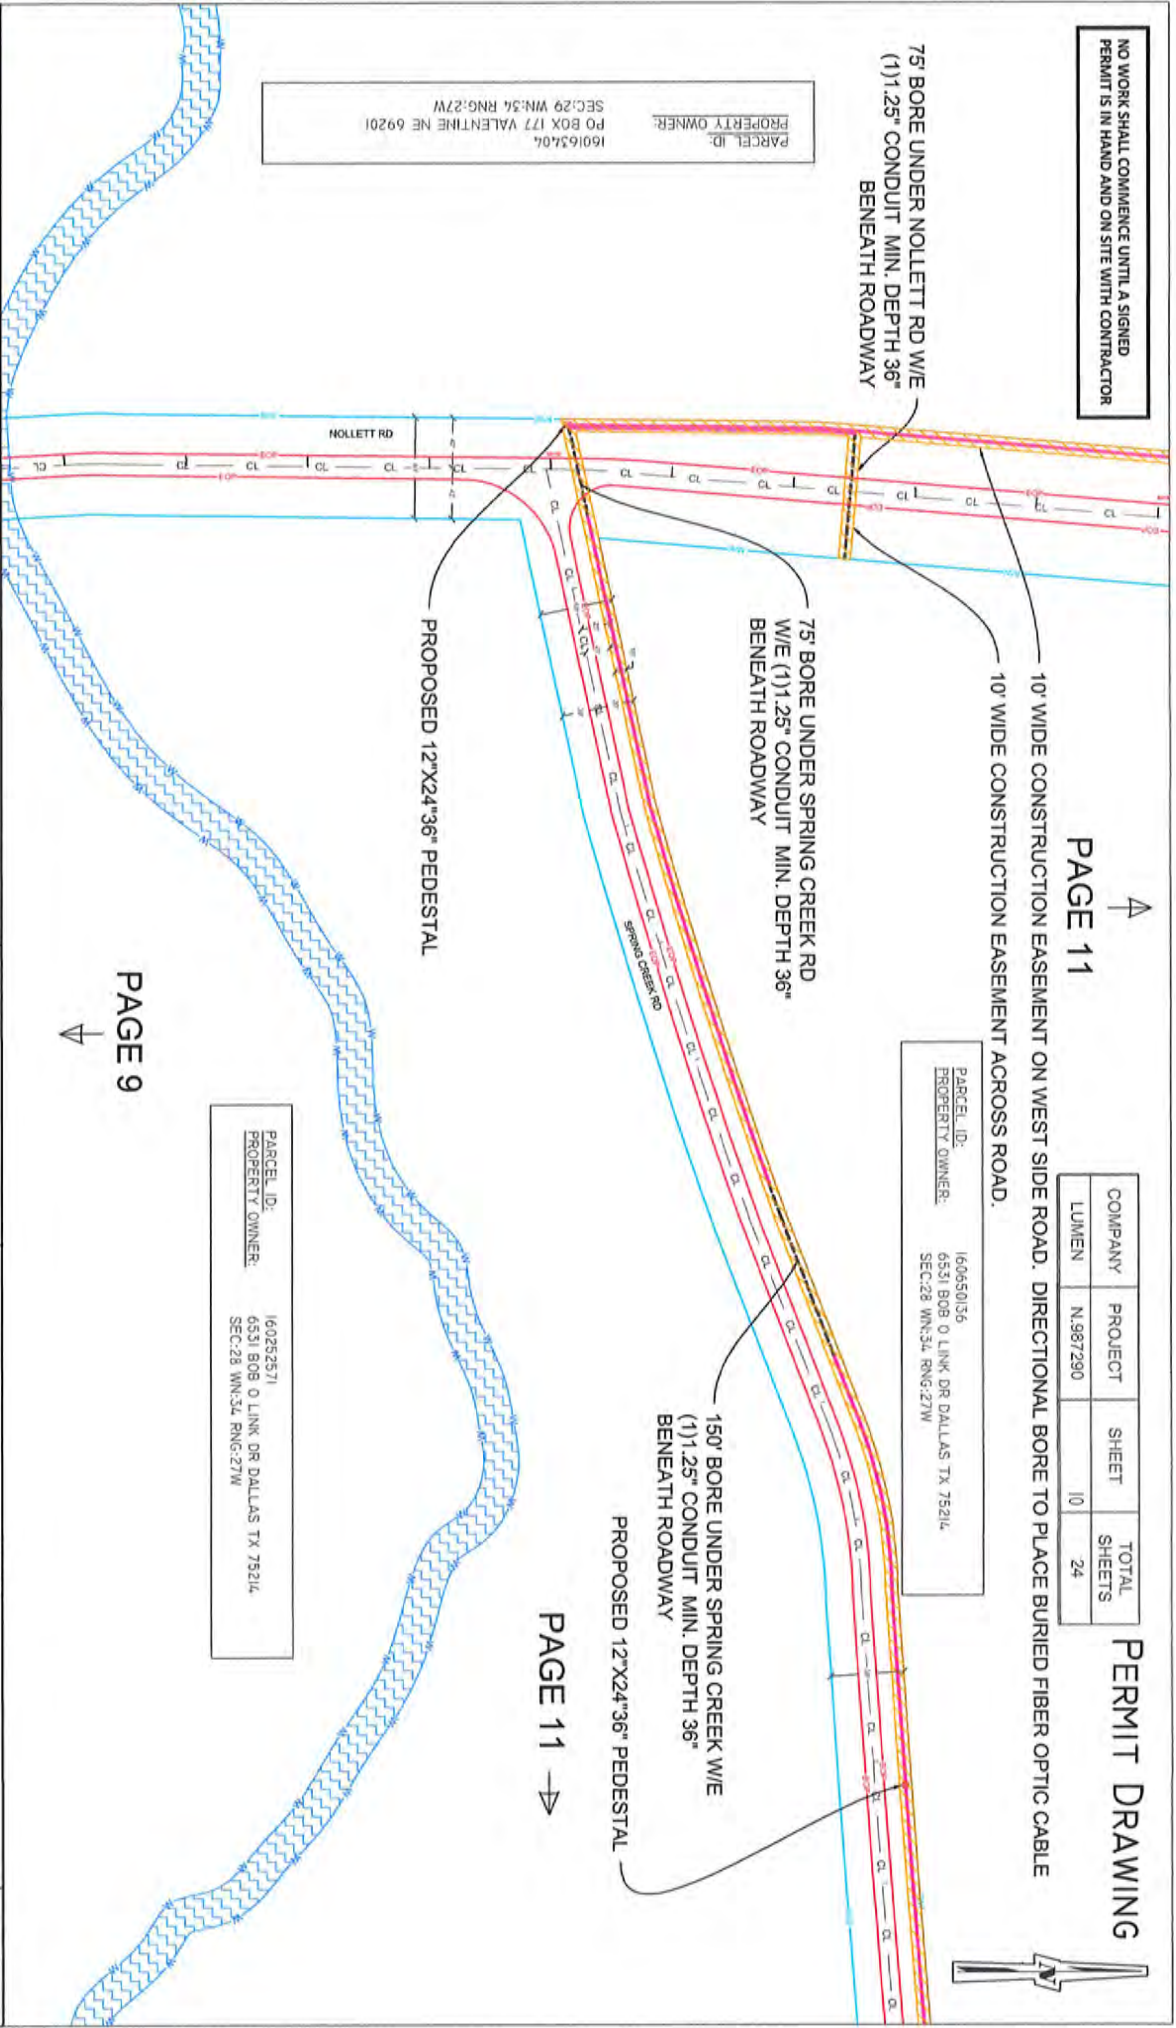 NO WORK SHALL COMMENCE UNTIL A SIGNED
PERMIT IS IN HAND AND ON SITE WITH CONTRACTOR
PAGE 11
COMPANY PROJECT SHEET TOTAL SHEETS
LUMEN N.987290 10 24
PERMIT DRAWING
N
10' WIDE CONSTRUCTION EASEMENT ON WEST SIDE ROAD. DIRECTIONAL BORE TO PLACE BURIED FIBER OPTIC CABLE
10' WIDE CONSTRUCTION EASEMENT ACROSS ROAD.
75' BORE UNDER NOLLETT RD W/E
(1)1.25" CONDUIT MIN. DEPTH 36"
BENEATH ROADWAY
PARCEL ID: 160650136
PROPERTY OWNER: 6531 BOB O LINK DR DALLAS TX 75214
SEC:28 WN:34 RNG:27W
75' BORE UNDER SPRING CREEK RD
W/E (1)1.25" CONDUIT MIN. DEPTH 36"
BENEATH ROADWAY
PARCEL ID: 160163404
PROPERTY OWNER: PO BOX 177 VALENTINE NE 69201
SEC:29 WN:34 RNG:27W
150' BORE UNDER SPRING CREEK W/E
(1)1.25" CONDUIT MIN. DEPTH 36"
BENEATH ROADWAY
SPRING CREEK RD
PROPOSED 12"X24"36" PEDESTAL
PAGE 11
NOLLETT RD
PROPOSED 12"X24"36" PEDESTAL
PARCEL ID: 160252571
PROPERTY OWNER: 6531 BOB O LINK DR DALLAS TX 75214
SEC:28 WN:34 RNG:27W
PAGE 9